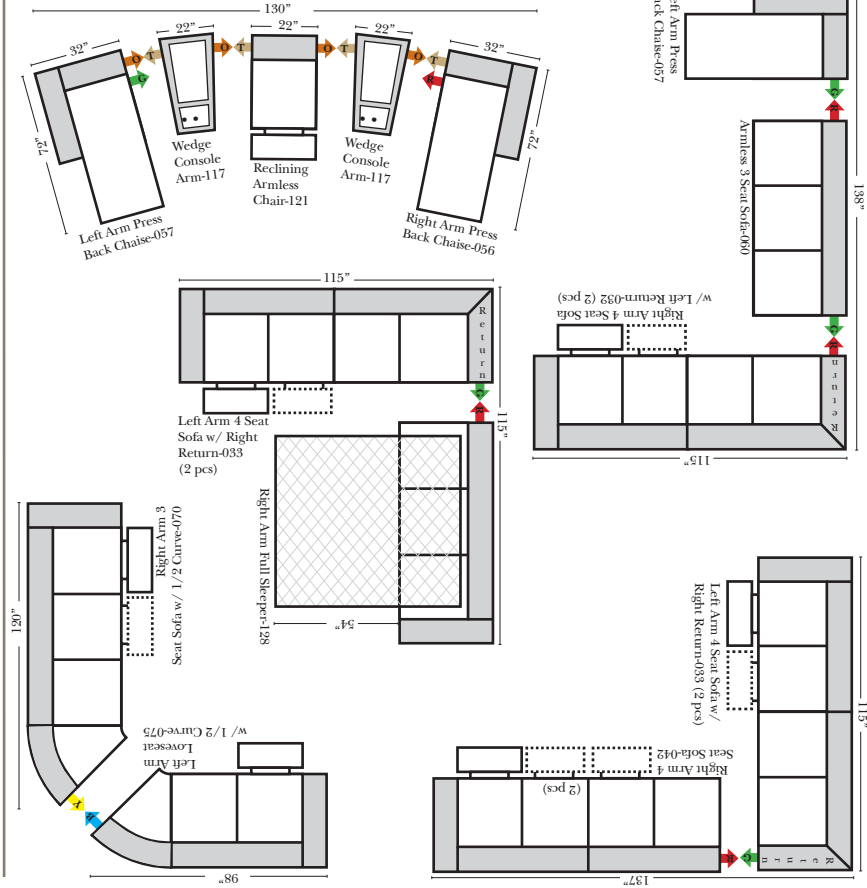 130”
22”
22”
22”
32”
32”
O T
O T
O T
O T
G
R
72”
72”
Left Arm Press
Back Chaise-057
Wedge
Console
Arm-117
Reclining
Armless
Chair-121
Wedge
Console
Arm-117
Right Arm Press
Back Chaise-056
Arm Press
Chaise-057
G
R
Armless 3 Seat Sofa-060
138”
G
R
Return
Right Arm 4 Seat Sofa
w/ Left Return-032 (2 pcs)
115”
115”
Return
G
R
115”
Left Arm 4 Seat
Sofa w/ Right
Return-033
(2 pcs)
Right Arm Full Sleeper-128
54”
120”
Right Arm 3
Seat Sofa w/ 1/2 Curve-070
Y
B
Left Arm
Loveseat
w/ 1/2 Curve-075
98”
Left Arm 4 Seat Sofa w/
Right Return-033 (2 pcs)
115”
Right Arm 4
Seat Sofa-042
(2 pcs)
R
G
Return
137”